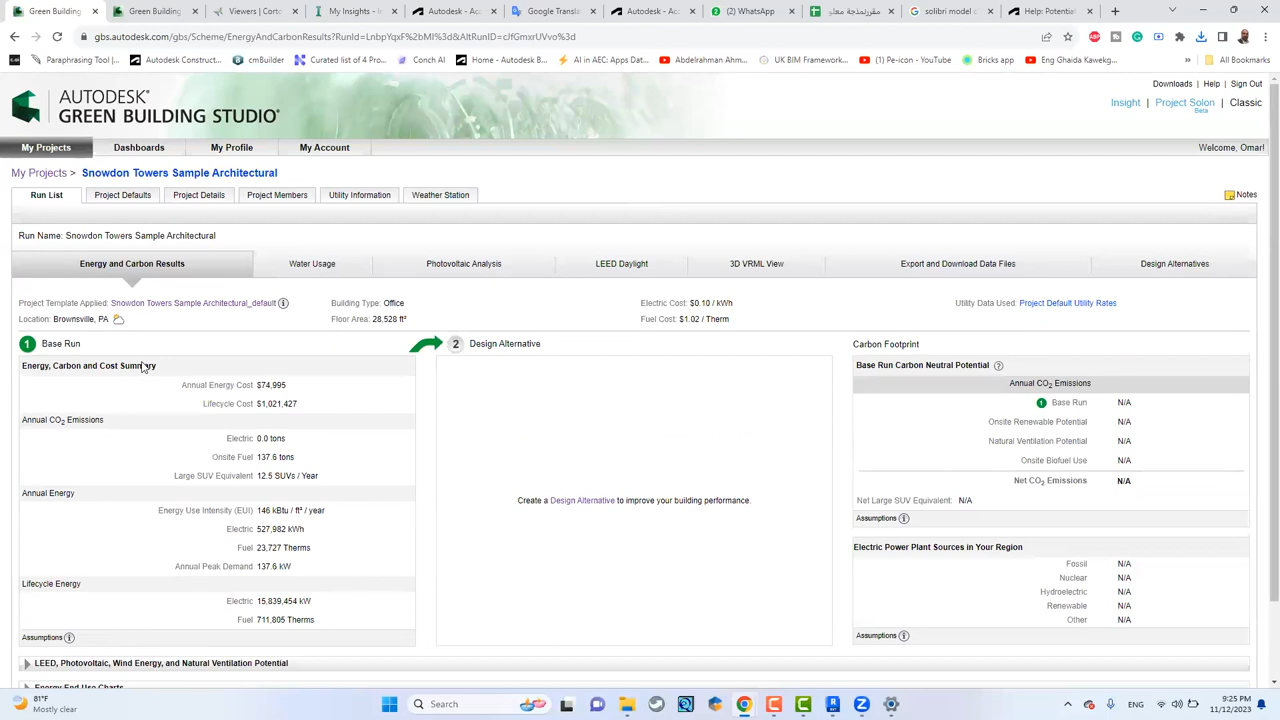 Green Building
Green Building S
Viewers | Corto
My Insights – In
Autodesk - Acc
Google Transla
Autodesk - Acc
(2) WhatsApp
solibri model c
Help: Potential
gbs.autodesk.com/gbs/Scheme/EnergyAndCarbonResults?RunId=LnbpYqxF%2bMI%3d&AltRunID=cJfGmxrUVvo%3d
Paraphrasing Tool |
Autodesk Construct...
cmBuilder
Curated list of 4 Pro...
Conch AI
Home - Autodesk B...
AI in AEC: Apps Dat...
Abdelrahman Ahm...
UK BIM Framework...
(1) Pe-icon - YouTube
Bricks app
Eng Ghaida Kawekg...
»
All Bookmarks
Downloads | Help | Sign Out
AUTODESK®
GREEN BUILDING STUDIO®
Insight | Project Solon | Classic
Beta
My Projects
Dashboards
My Profile
My Account
Welcome, Omar!
My Projects > Snowdon Towers Sample Architectural
Run List
Project Defaults
Project Details
Project Members
Utility Information
Weather Station
Notes
Run Name: Snowdon Towers Sample Architectural
Energy and Carbon Results
Water Usage
Photovoltaic Analysis
LEED Daylight
3D VRML View
Export and Download Data Files
Design Alternatives
Project Template Applied: Snowdon Towers Sample Architectural_default
Building Type: Office
Electric Cost: $0.10 / kWh
Utility Data Used: Project Default Utility Rates
Location: Brownsville, PA
Floor Area: 28,528 ft²
Fuel Cost: $1.02 / Therm
1 Base Run
2 Design Alternative
Carbon Footprint
Energy, Carbon and Cost Summary
Annual Energy Cost $74,995
Lifecycle Cost $1,021,427
Annual CO2 Emissions
Electric 0.0 tons
Onsite Fuel 137.6 tons
Large SUV Equivalent 12.5 SUVs / Year
Annual Energy
Energy Use Intensity (EUI) 146 kBtu / ft² / year
Electric 527,982 kWh
Fuel 23,727 Therms
Annual Peak Demand 137.6 kW
Lifecycle Energy
Electric 15,839,454 kW
Fuel 711,805 Therms
Assumptions
Create a Design Alternative to improve your building performance.
Base Run Carbon Neutral Potential
Annual CO2 Emissions
1 Base Run N/A
Onsite Renewable Potential N/A
Natural Ventilation Potential N/A
Onsite Biofuel Use N/A
Net CO2 Emissions N/A
Net Large SUV Equivalent: N/A
Assumptions
Electric Power Plant Sources in Your Region
Fossil N/A
Nuclear N/A
Hydroelectric N/A
Renewable N/A
Other N/A
Assumptions
LEED, Photovoltaic, Wind Energy, and Natural Ventilation Potential
Energy End Use Charts
81°F
Mostly clear
Search
ENG
9:25 PM
11/12/2023